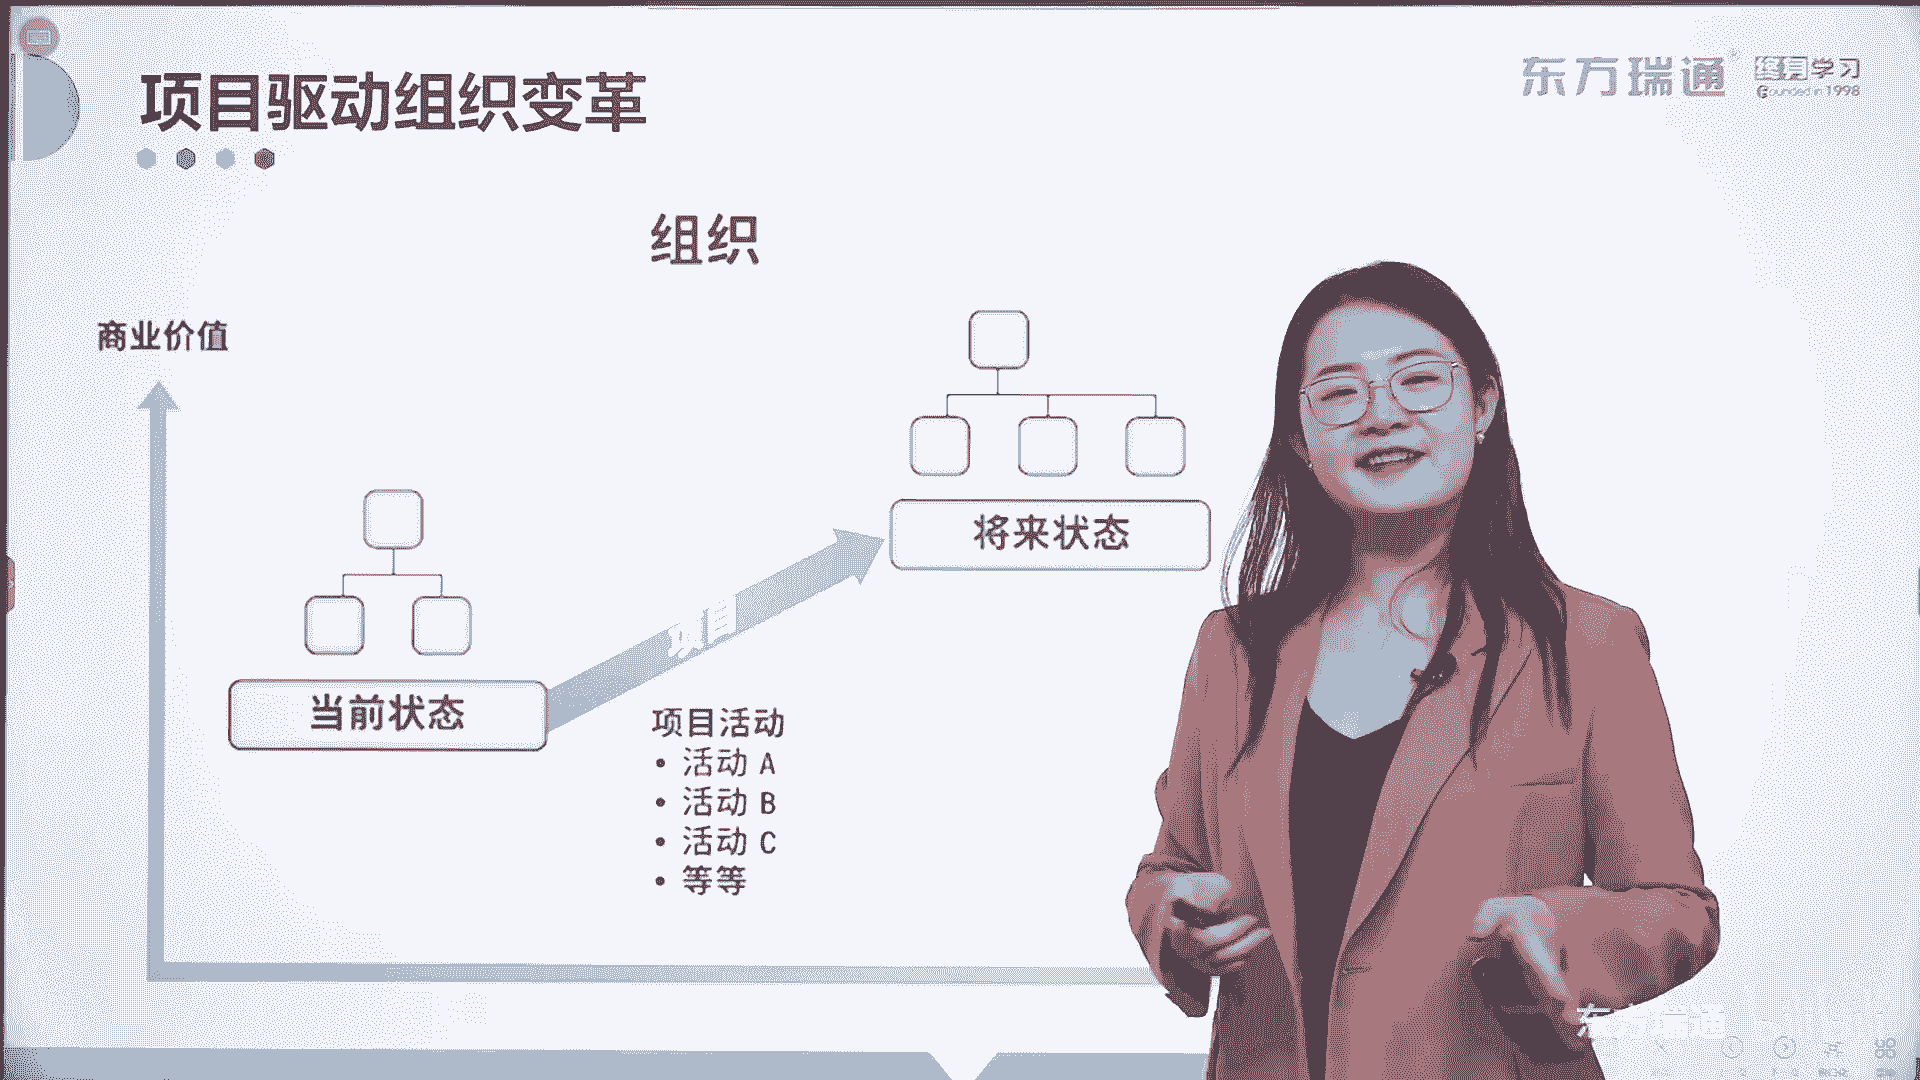 项目驱动组织变革
东方瑞通
终身学习
Founded in 1998
组织
商业价值
将来状态
项目
当前状态
项目活动
• 活动 A
• 活动 B
• 活动 C
• 等等
东方瑞通